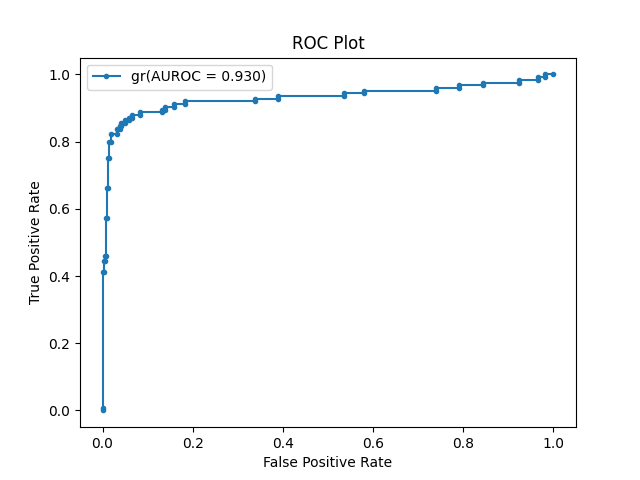 ROC Plot
gr(AUROC = 0.930)
True Positive Rate
1.0
0.8
0.6
0.4
0.2
0.0
0.0 0.2 0.4 0.6 0.8 1.0
False Positive Rate